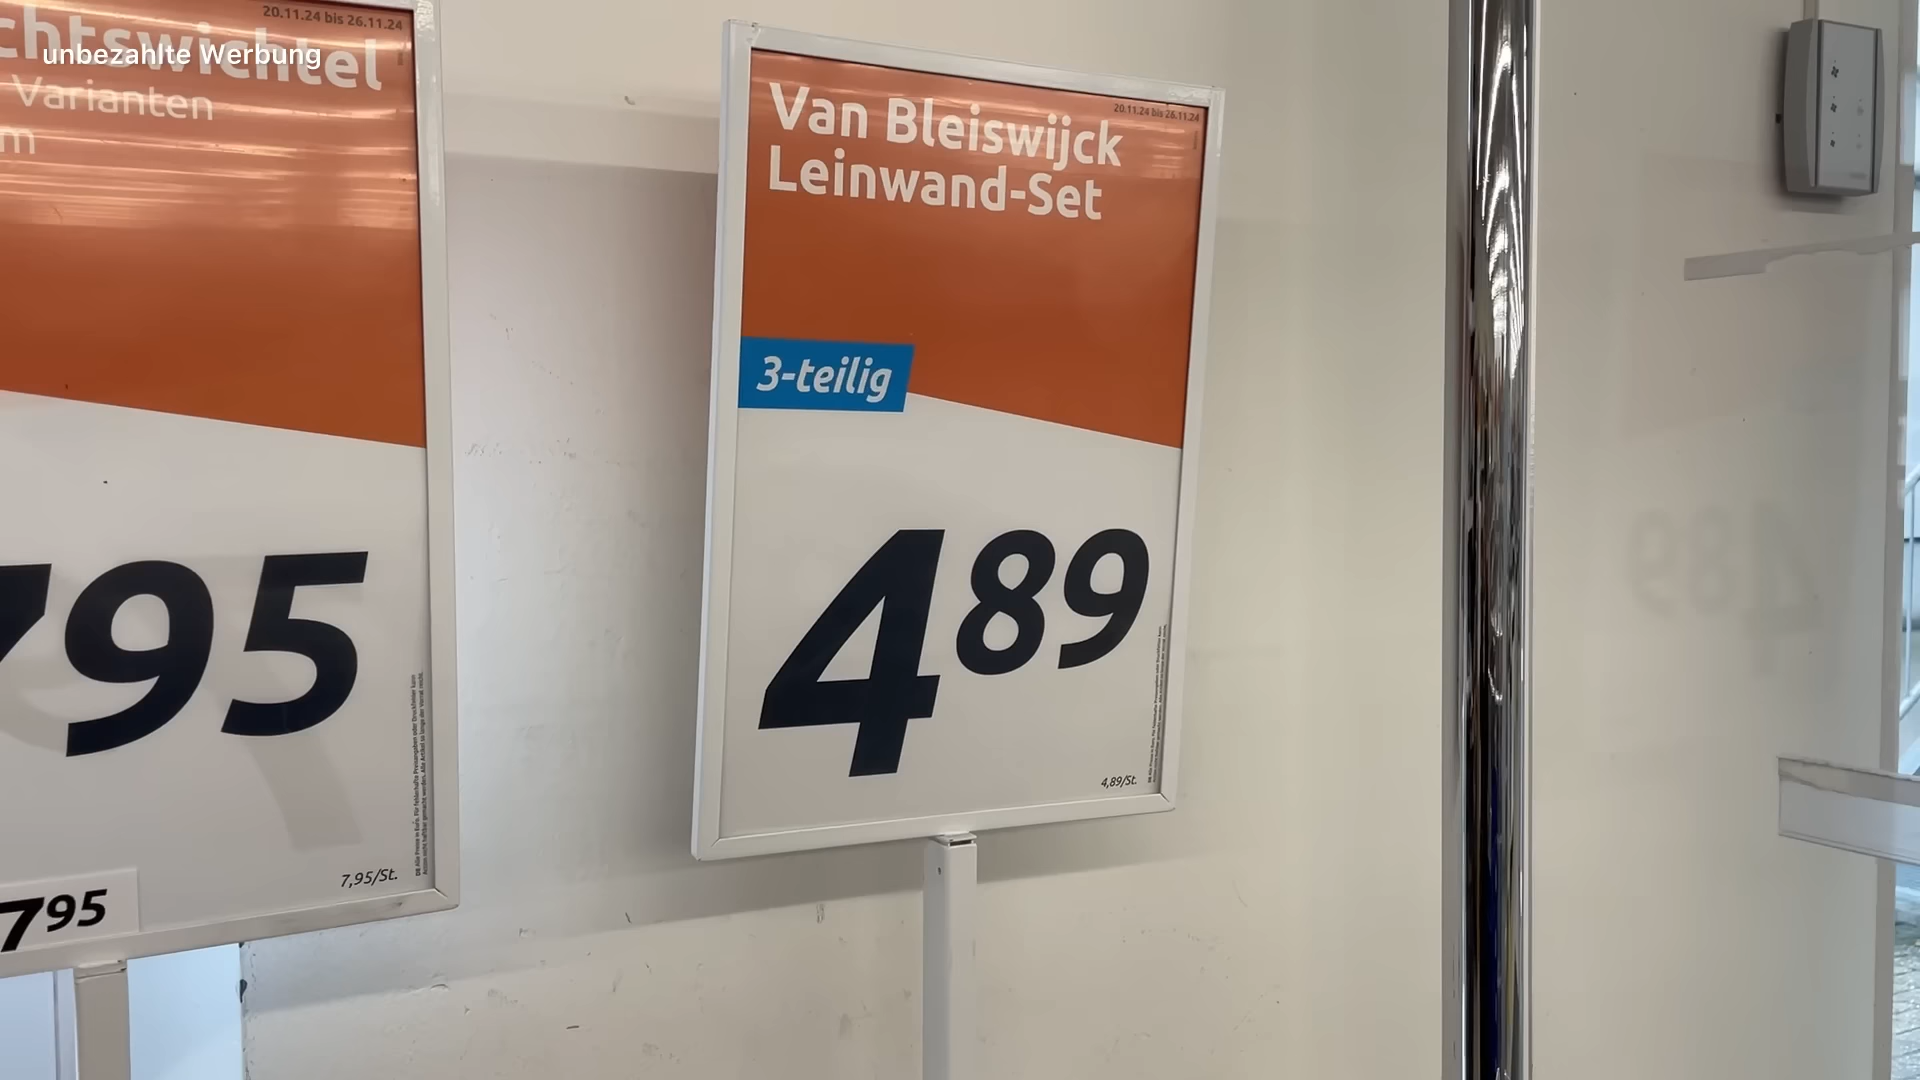 unbezahlte Werbung
20.11.24 bis 26.11.24
chtswichtel
Varianten
m
795
7,95/St.
795
20.11.24 bis 26.11.24
Van Bleiswijck
Leinwand-Set
3-teilig
489
4,89/St.